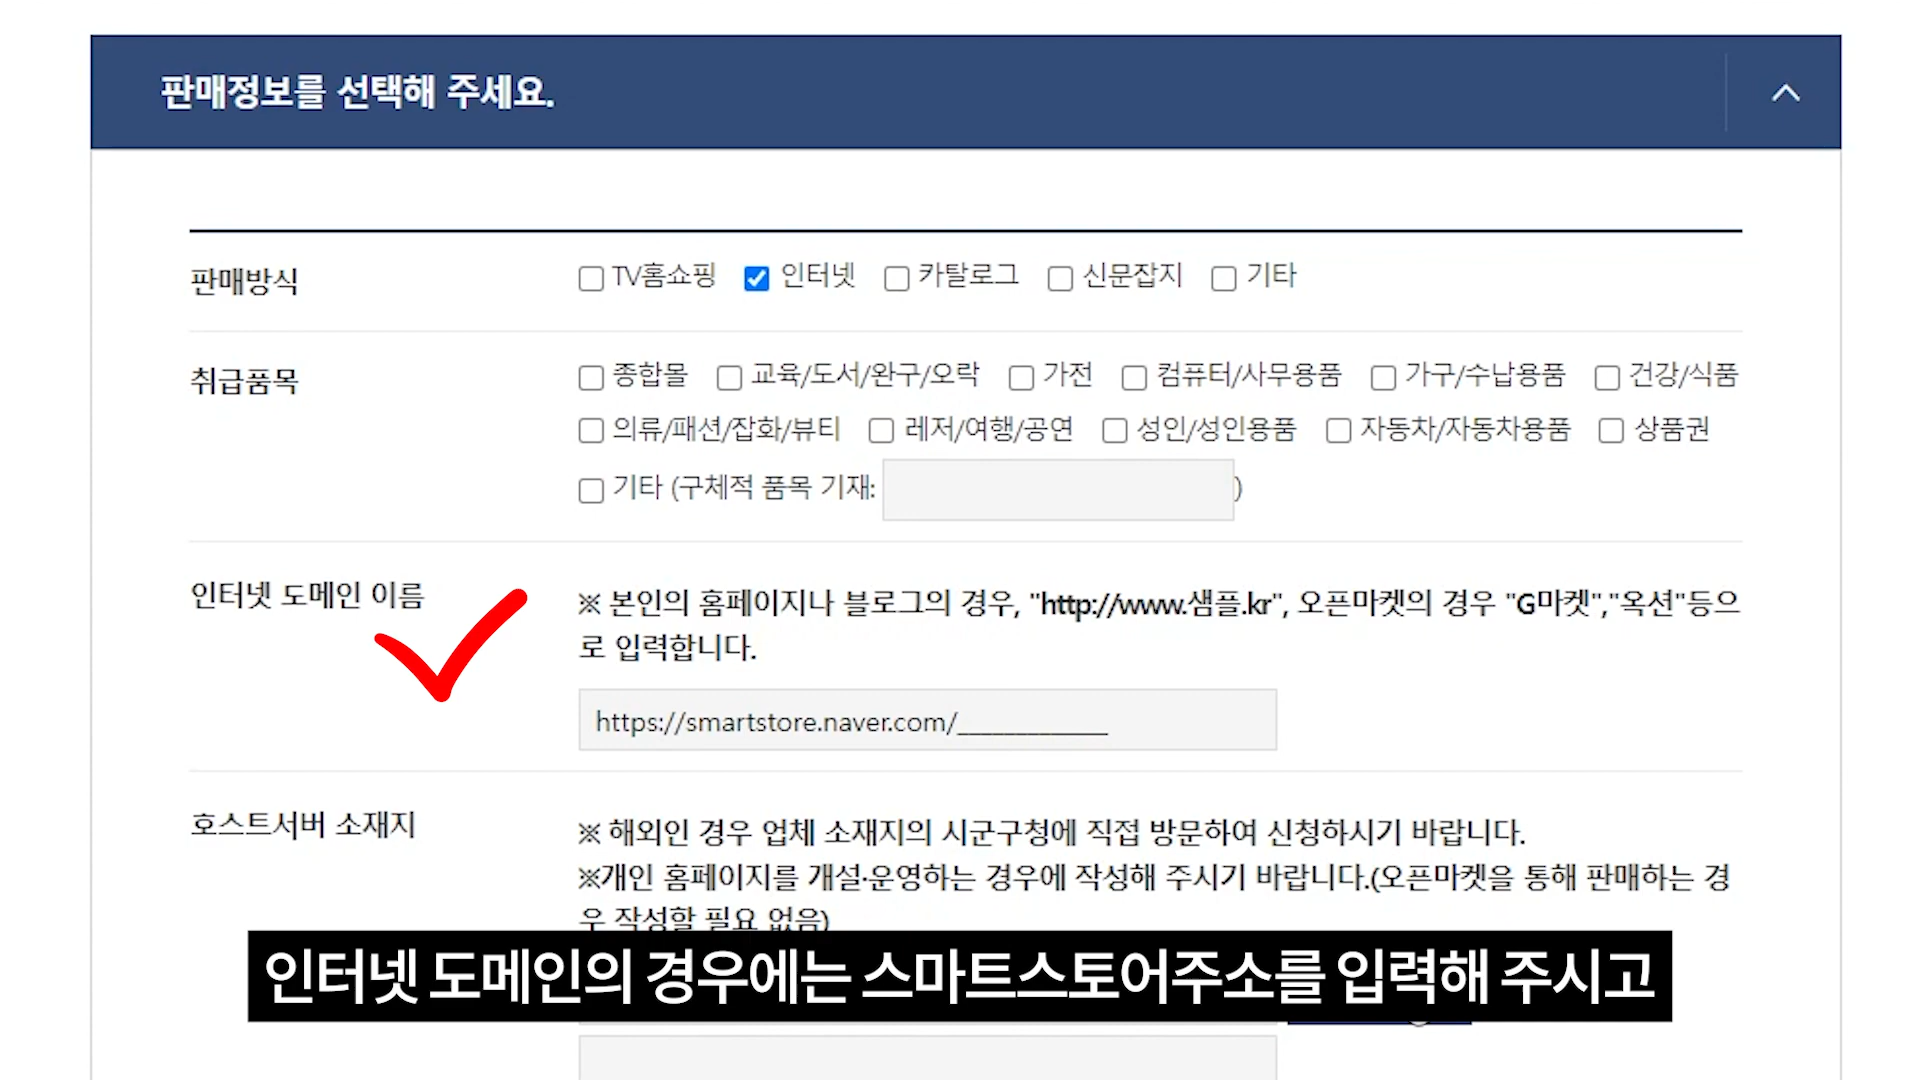 판매정보를 선택해 주세요.
판매방식
TV홈쇼핑 인터넷 카탈로그 신문잡지 기타
취급품목
종합몰 교육/도서/완구/오락 가전 컴퓨터/사무용품 가구/수납용품 건강/식품
의류/패션/잡화/뷰티 레저/여행/공연 성인/성인용품 자동차/자동차용품 상품권
기타 (구체적 품목 기재: )
인터넷 도메인 이름
※ 본인의 홈페이지나 블로그의 경우, "http://www.샘플.kr", 오픈마켓의 경우 "G마켓","옥션"등으
로 입력합니다.
https://smartstore.naver.com/____________
호스트서버 소재지
※ 해외인 경우 업체 소재지의 시군구청에 직접 방문하여 신청하시기 바랍니다.
※개인 홈페이지를 개설·운영하는 경우에 작성해 주시기 바랍니다.(오픈마켓을 통해 판매하는 경
우 작성할 필요 없음)
인터넷 도메인의 경우에는 스마트스토어주소를 입력해 주시고